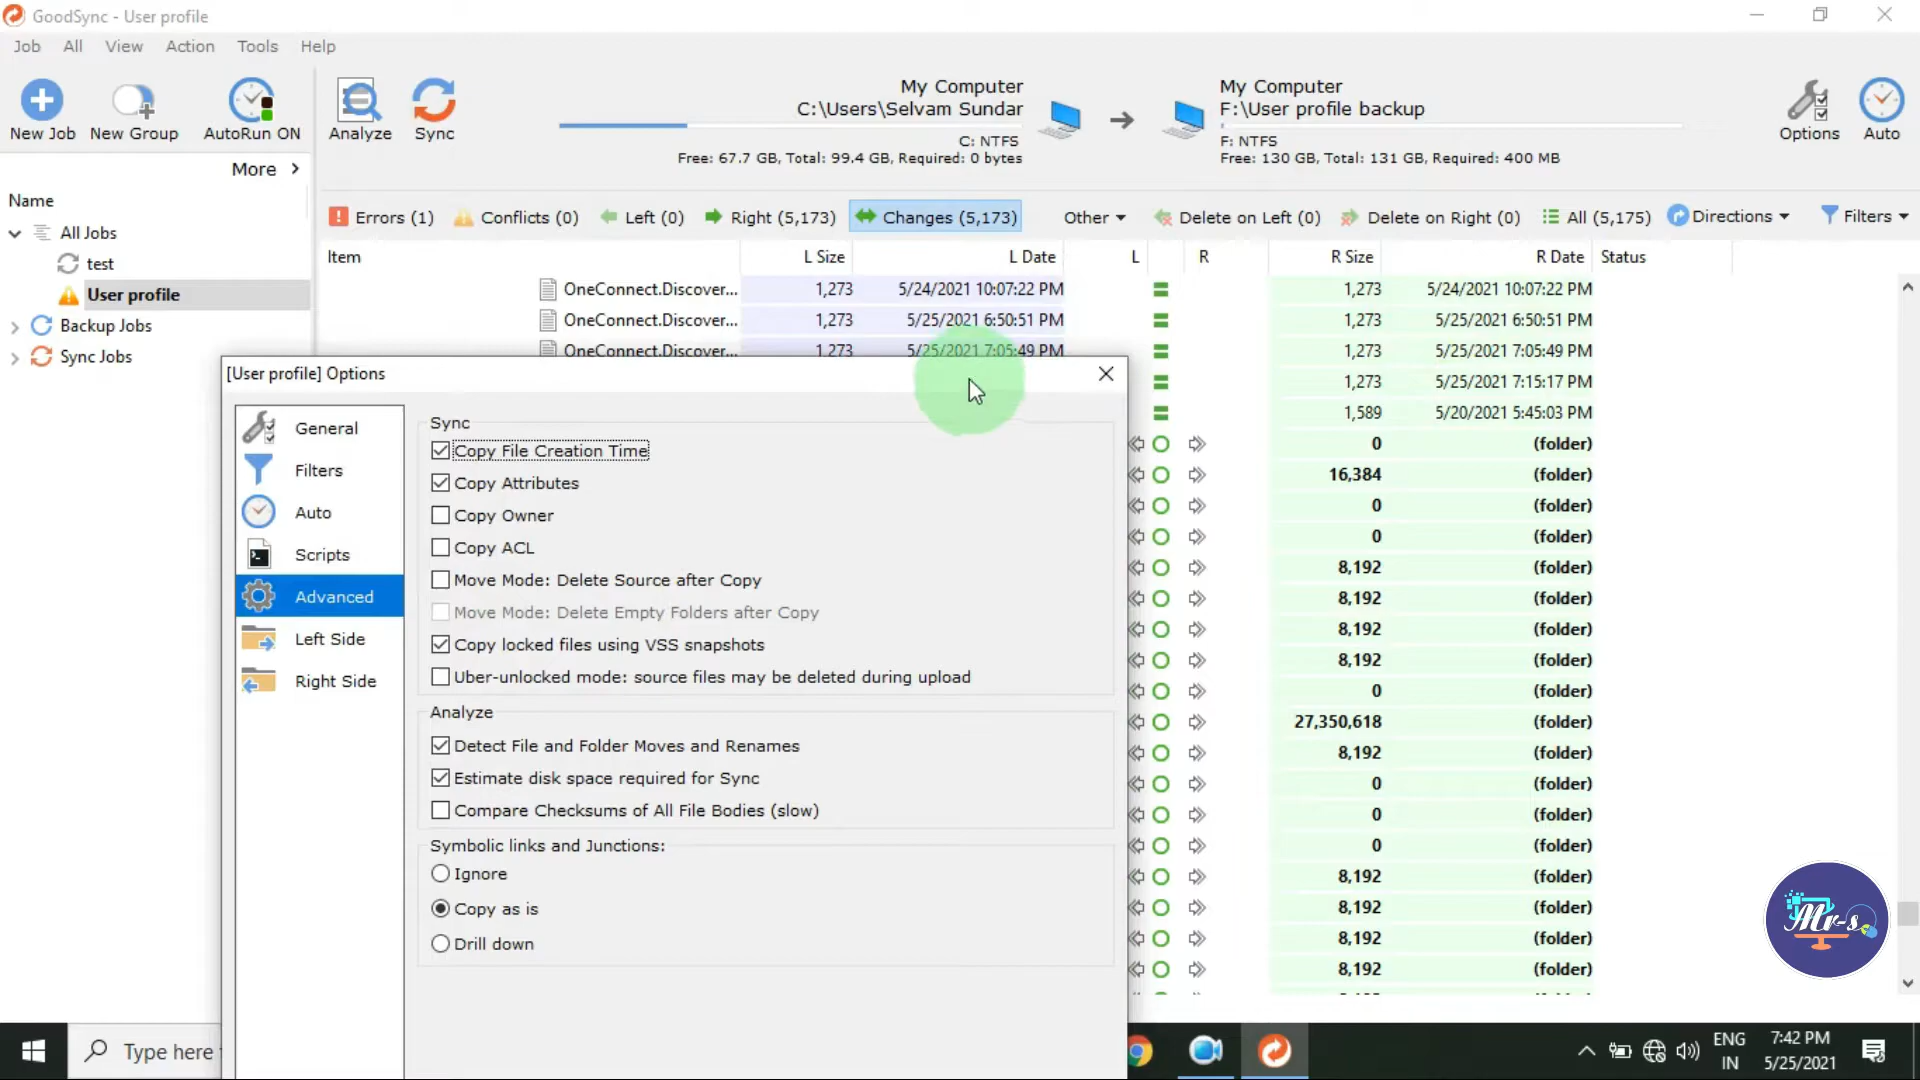 GoodSync - User profile
Job All View Action Tools Help
New Job New Group AutoRun ON Analyze Sync
My Computer
C:\Users\Selvam Sundar
C: NTFS
Free: 67.7 GB, Total: 99.4 GB, Required: 0 bytes
My Computer
F:\User profile backup
F: NTFS
Free: 130 GB, Total: 131 GB, Required: 400 MB
Options Auto
More
Name
All Jobs
test
User profile
Backup Jobs
Sync Jobs
Errors (1) Conflicts (0) Left (0) Right (5,173) Changes (5,173) Other Delete on Left (0) Delete on Right (0) All (5,175) Directions Filters
Item L Size L Date L R R Size R Date Status
OneConnect.Discover... 1,273 5/24/2021 10:07:22 PM 1,273 5/24/2021 10:07:22 PM
OneConnect.Discover... 1,273 5/25/2021 6:50:51 PM 1,273 5/25/2021 6:50:51 PM
OneConnect.Discover... 1,273 5/25/2021 7:05:49 PM 1,273 5/25/2021 7:05:49 PM
1,273 5/25/2021 7:15:17 PM
1,589 5/20/2021 5:45:03 PM
0 (folder)
16,384 (folder)
0 (folder)
0 (folder)
8,192 (folder)
8,192 (folder)
8,192 (folder)
8,192 (folder)
0 (folder)
27,350,618 (folder)
8,192 (folder)
0 (folder)
0 (folder)
0 (folder)
8,192 (folder)
8,192 (folder)
8,192 (folder)
8,192 (folder)
[User profile] Options
General
Filters
Auto
Scripts
Advanced
Left Side
Right Side
Sync
Copy File Creation Time
Copy Attributes
Copy Owner
Copy ACL
Move Mode: Delete Source after Copy
Move Mode: Delete Empty Folders after Copy
Copy locked files using VSS snapshots
Uber-unlocked mode: source files may be deleted during upload
Analyze
Detect File and Folder Moves and Renames
Estimate disk space required for Sync
Compare Checksums of All File Bodies (slow)
Symbolic links and Junctions:
Ignore
Copy as is
Drill down
Mr-s
Type here
ENG
IN
7:42 PM
5/25/2021